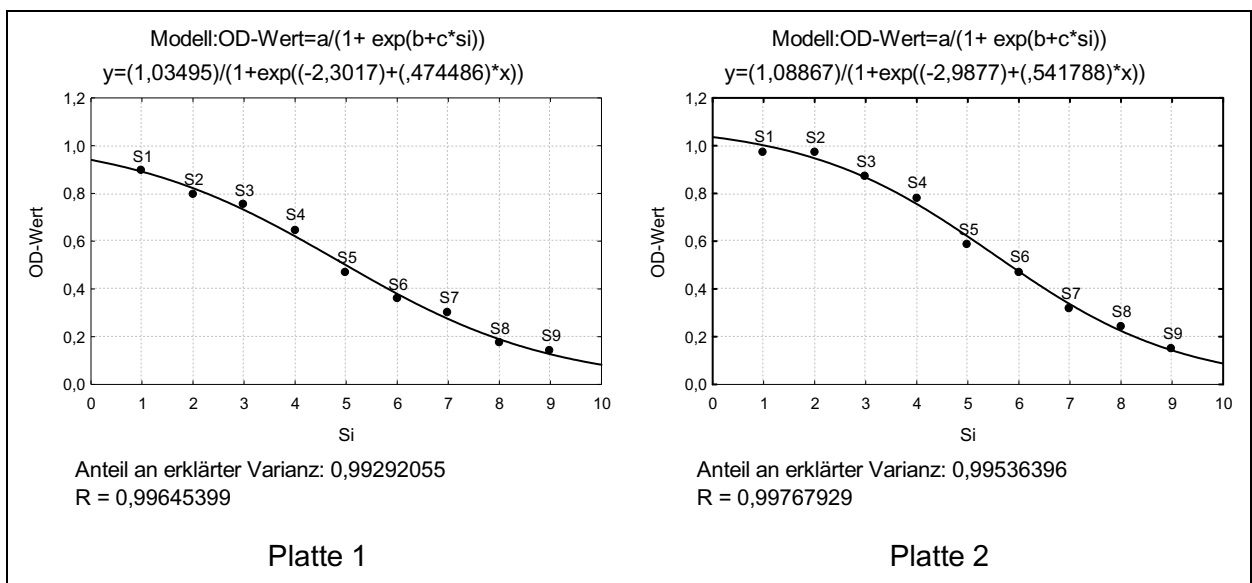 Modell:OD-Wert=a/(1+ exp(b+c*si))
y=(1,03495)/(1+exp((-2,3017)+(,474486)*x))
1,2
1,0
0,8
0,6
0,4
0,2
0,0
OD-Wert
S1
S2
S3
S4
S5
S6
S7
S8
S9
0 1 2 3 4 5 6 7 8 9 10
Si
Anteil an erklärter Varianz: 0,99292055
R = 0,99645399
Platte 1
Modell:OD-Wert=a/(1+ exp(b+c*si))
y=(1,08867)/(1+exp((-2,9877)+(,541788)*x))
1,2
1,0
0,8
0,6
0,4
0,2
0,0
OD-Wert
S1
S2
S3
S4
S5
S6
S7
S8
S9
0 1 2 3 4 5 6 7 8 9 10
Si
Anteil an erklärter Varianz: 0,99536396
R = 0,99767929
Platte 2